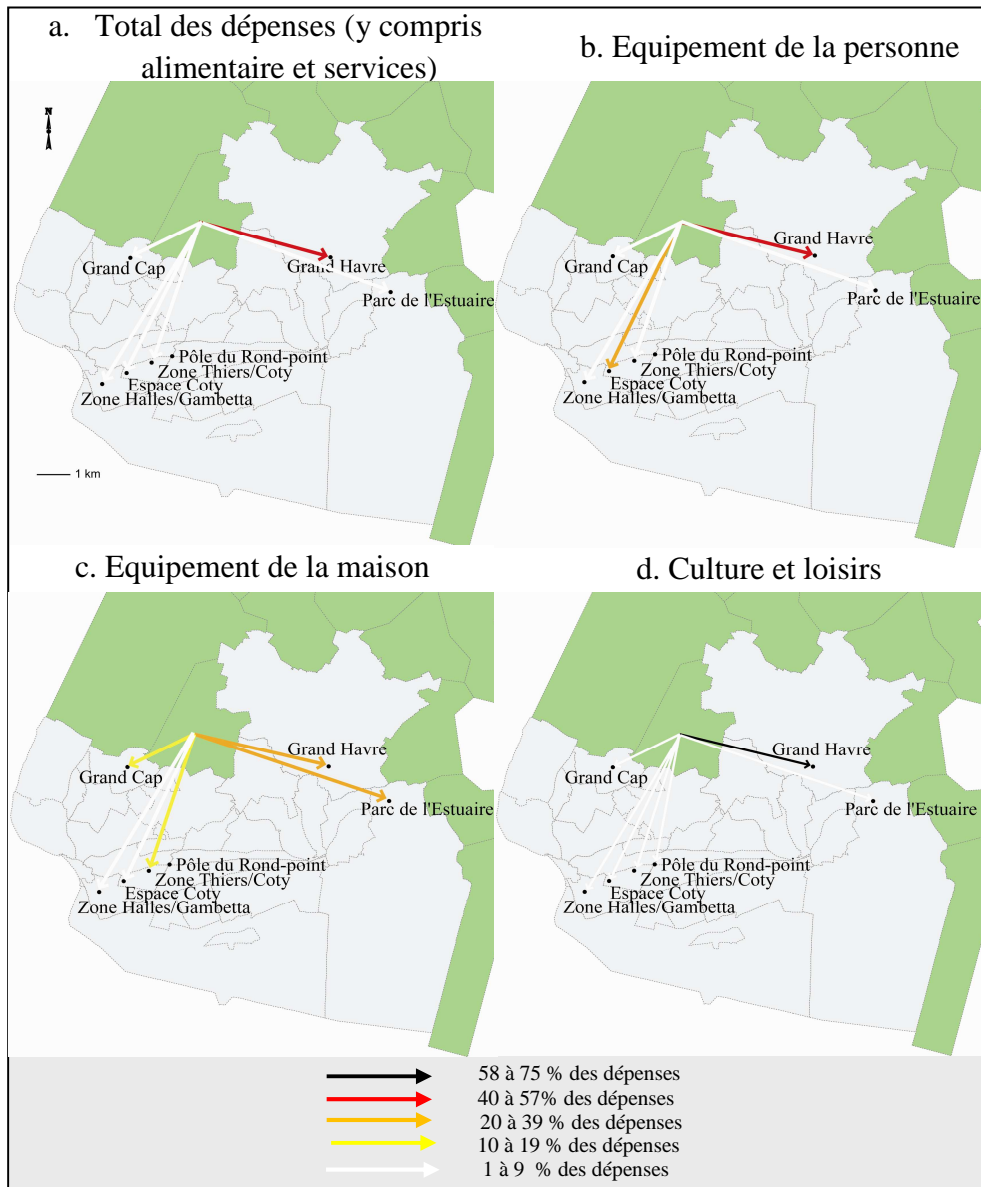 a. Total des dépenses (y compris
alimentaire et services)
b. Equipement de la personne
N
Grand Cap
Grand Havre
Parc de l'Estuaire
Pôle du Rond-point
Zone Thiers/Coty
Espace Coty
Zone Halles/Gambetta
1 km
Grand Havre
Grand Cap
Parc de l'Estuaire
Pôle du Rond-point
Zone Thiers/Coty
Espace Coty
Zone Halles/Gambetta
c. Equipement de la maison
d. Culture et loisirs
Grand Havre
Grand Cap
Parc de l'Estuaire
Pôle du Rond-point
Zone Thiers/Coty
Espace Coty
Zone Halles/Gambetta
Grand Havre
Grand Cap
Parc de l'Estuaire
Pôle du Rond-point
Zone Thiers/Coty
Espace Coty
Zone Halles/Gambetta
58 à 75 % des dépenses
40 à 57% des dépenses
20 à 39 % des dépenses
10 à 19 % des dépenses
1 à 9 % des dépenses